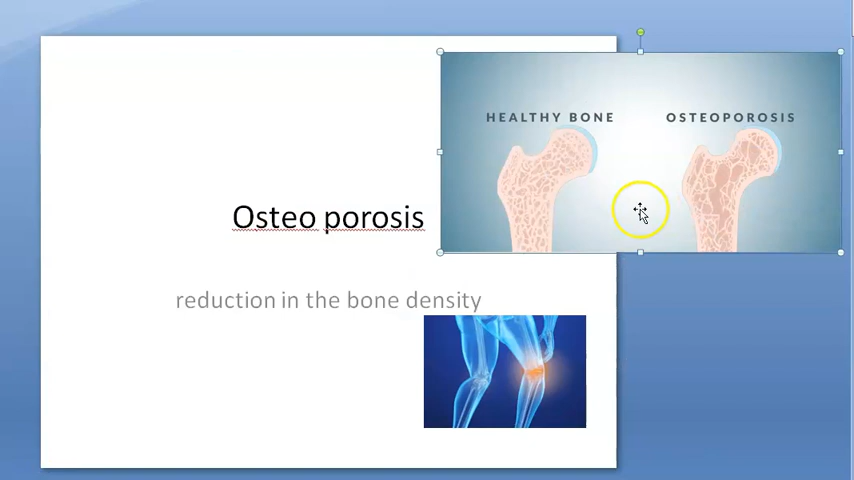 HEALTHY BONE
OSTEOPOROSIS
Osteo porosis
reduction in the bone density